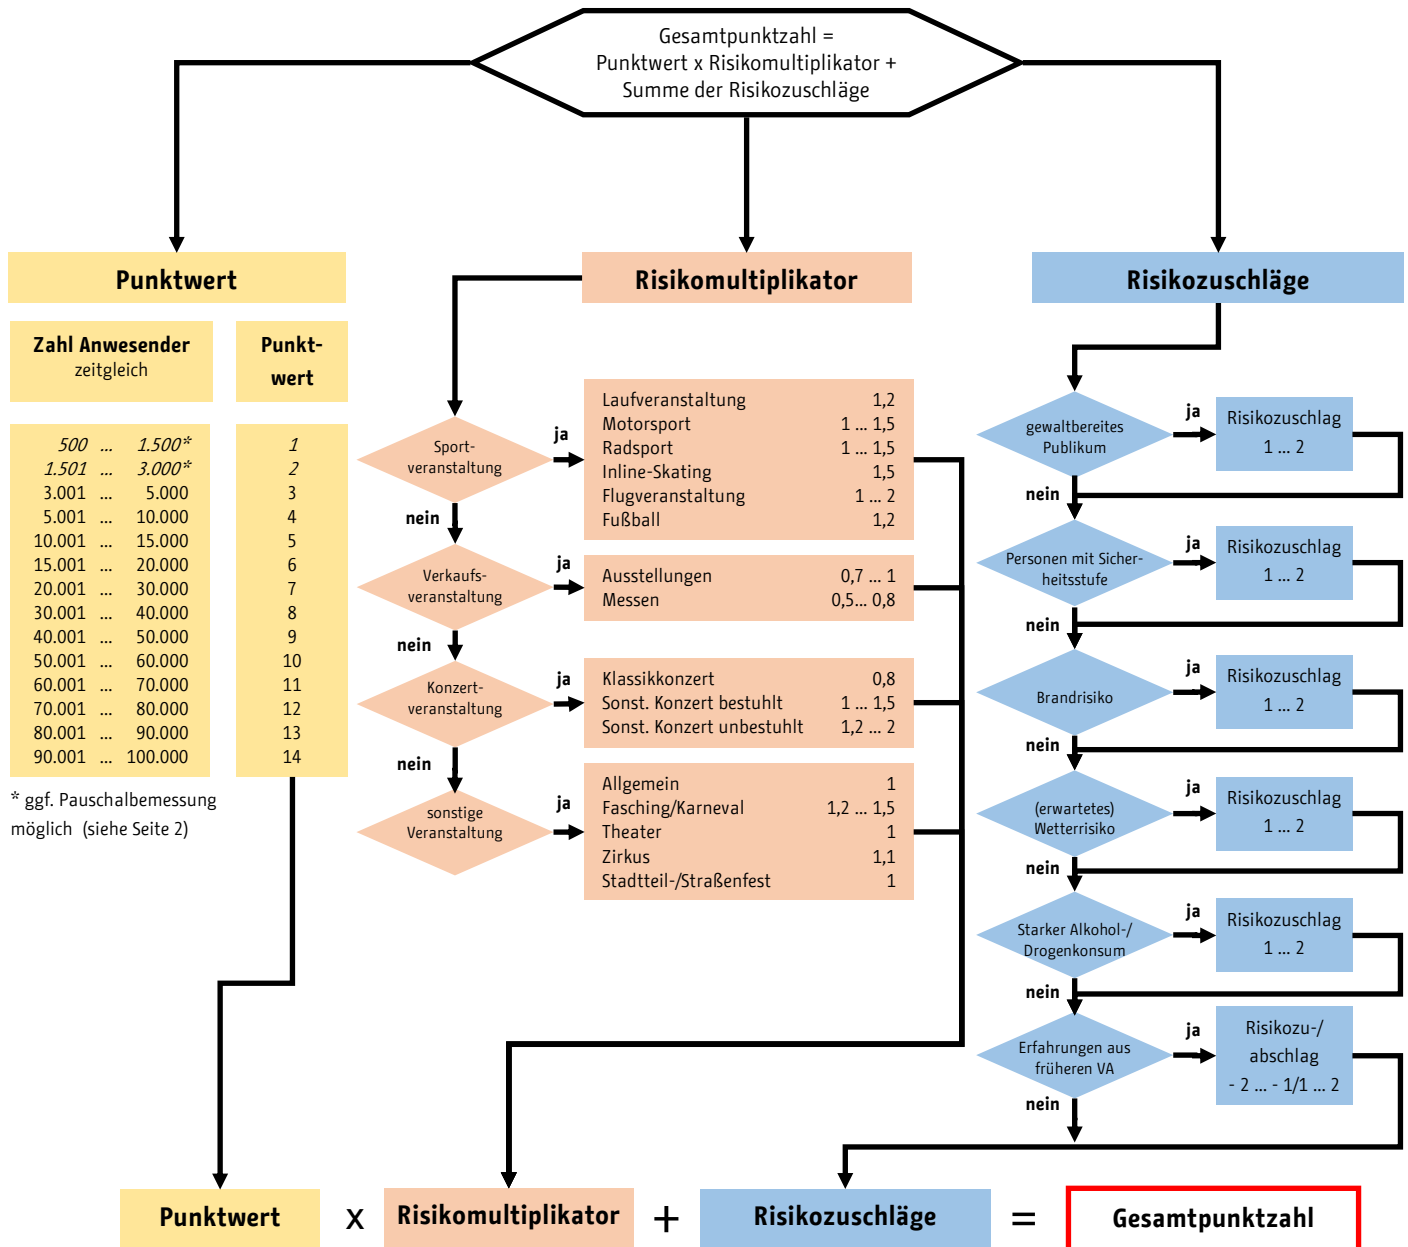 Gesamtpunktzahl =
Punktwert x Risikomultiplikator +
Summe der Risikozuschläge
Punktwert
Zahl Anwesender
zeitgleich
Punkt-
wert
500 ... 1.500* 1
1.501 ... 3.000* 2
3.001 ... 5.000 3
5.001 ... 10.000 4
10.001 ... 15.000 5
15.001 ... 20.000 6
20.001 ... 30.000 7
30.001 ... 40.000 8
40.001 ... 50.000 9
50.001 ... 60.000 10
60.001 ... 70.000 11
70.001 ... 80.000 12
80.001 ... 90.000 13
90.001 ... 100.000 14
* ggf. Pauschalbemessung
möglich (siehe Seite 2)
Risikomultiplikator
Sport-
veranstaltung
ja
Laufveranstaltung 1,2
Motorsport 1 ... 1,5
Radsport 1 ... 1,5
Inline-Skating 1,5
Flugveranstaltung 1 ... 2
Fußball 1,2
nein
Verkaufs-
veranstaltung
ja
Ausstellungen 0,7 ... 1
Messen 0,5... 0,8
nein
Konzert-
veranstaltung
ja
Klassikkonzert 0,8
Sonst. Konzert bestuhlt 1 ... 1,5
Sonst. Konzert unbestuhlt 1,2 ... 2
nein
sonstige
Veranstaltung
ja
Allgemein 1
Fasching/Karneval 1,2 ... 1,5
Theater 1
Zirkus 1,1
Stadtteil-/Straßenfest 1
Risikozuschläge
gewaltbereites
Publikum
ja
Risikozuschlag
1 ... 2
nein
Personen mit Sicher-
heitsstufe
ja
Risikozuschlag
1 ... 2
nein
Brandrisiko
ja
Risikozuschlag
1 ... 2
nein
(erwartetes)
Wetterrisiko
ja
Risikozuschlag
1 ... 2
nein
Starker Alkohol-/
Drogenkonsum
ja
Risikozuschlag
1 ... 2
nein
Erfahrungen aus
früheren VA
ja
Risikozu-/
abschlag
- 2 ... - 1/1 ... 2
nein
Punktwert x Risikomultiplikator + Risikozuschläge = Gesamtpunktzahl